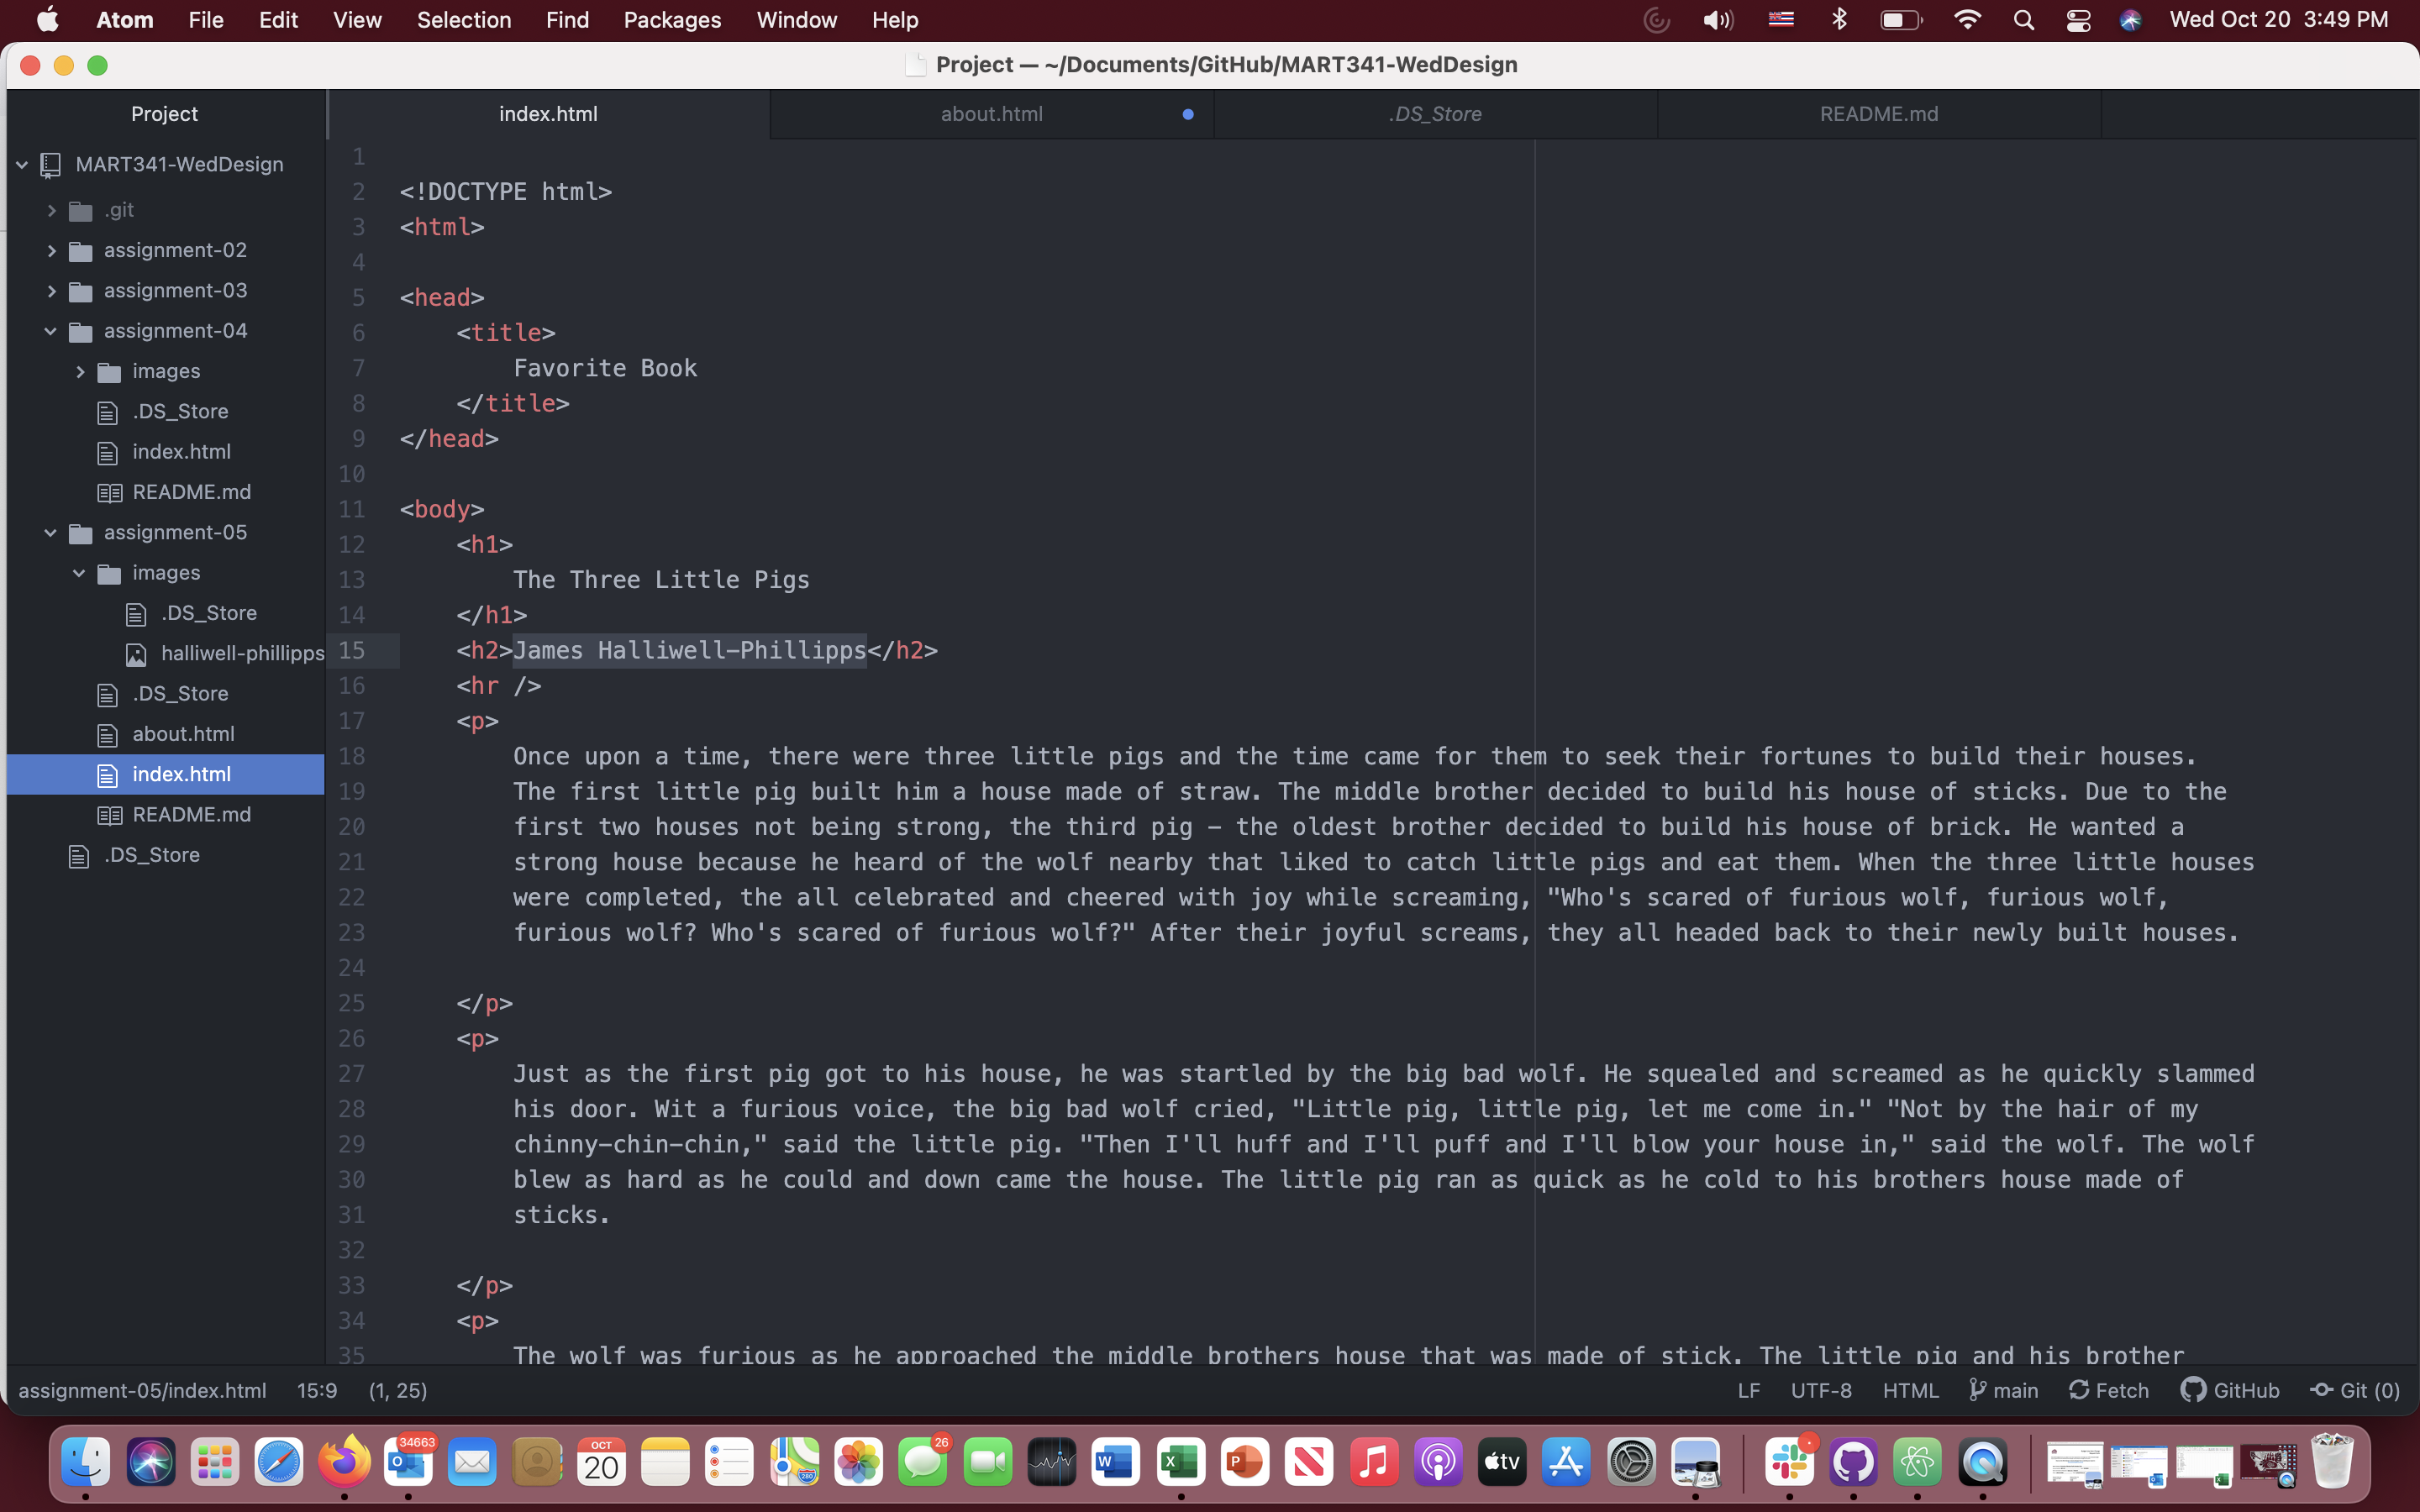 Atom File Edit View Selection Find Packages Window Help Wed Oct 20 3:49 PM
Project — ~/Documents/GitHub/MART341-WedDesign
Project
index.html about.html .DS_Store README.md
MART341-WedDesign
.git
assignment-02
assignment-03
assignment-04
images
.DS_Store
index.html
README.md
assignment-05
images
.DS_Store
halliwell-phillipps
.DS_Store
about.html
index.html
README.md
.DS_Store
1
2 <!DOCTYPE html>
3 <html>
4
5 <head>
6 <title>
7 Favorite Book
8 </title>
9 </head>
10
11 <body>
12 <h1>
13 The Three Little Pigs
14 </h1>
15 <h2>James Halliwell-Phillipps</h2>
16 <hr />
17 <p>
18 Once upon a time, there were three little pigs and the time came for them to seek their fortunes to build their houses.
19 The first little pig built him a house made of straw. The middle brother decided to build his house of sticks. Due to the
20 first two houses not being strong, the third pig – the oldest brother decided to build his house of brick. He wanted a
21 strong house because he heard of the wolf nearby that liked to catch little pigs and eat them. When the three little houses
22 were completed, the all celebrated and cheered with joy while screaming, "Who's scared of furious wolf, furious wolf,
23 furious wolf? Who's scared of furious wolf?" After their joyful screams, they all headed back to their newly built houses.
24
25 </p>
26 <p>
27 Just as the first pig got to his house, he was startled by the big bad wolf. He squealed and screamed as he quickly slammed
28 his door. Wit a furious voice, the big bad wolf cried, "Little pig, little pig, let me come in." "Not by the hair of my
29 chinny-chin-chin," said the little pig. "Then I'll huff and I'll puff and I'll blow your house in," said the wolf. The wolf
30 blew as hard as he could and down came the house. The little pig ran as quick as he cold to his brothers house made of
31 sticks.
32
33 </p>
34 <p>
35 The wolf was furious as he approached the middle brothers house that was made of stick. The little pig and his brother
assignment-05/index.html 15:9 (1, 25) LF UTF-8 HTML main Fetch GitHub Git (0)
34663
OCT
20
26
280
tv